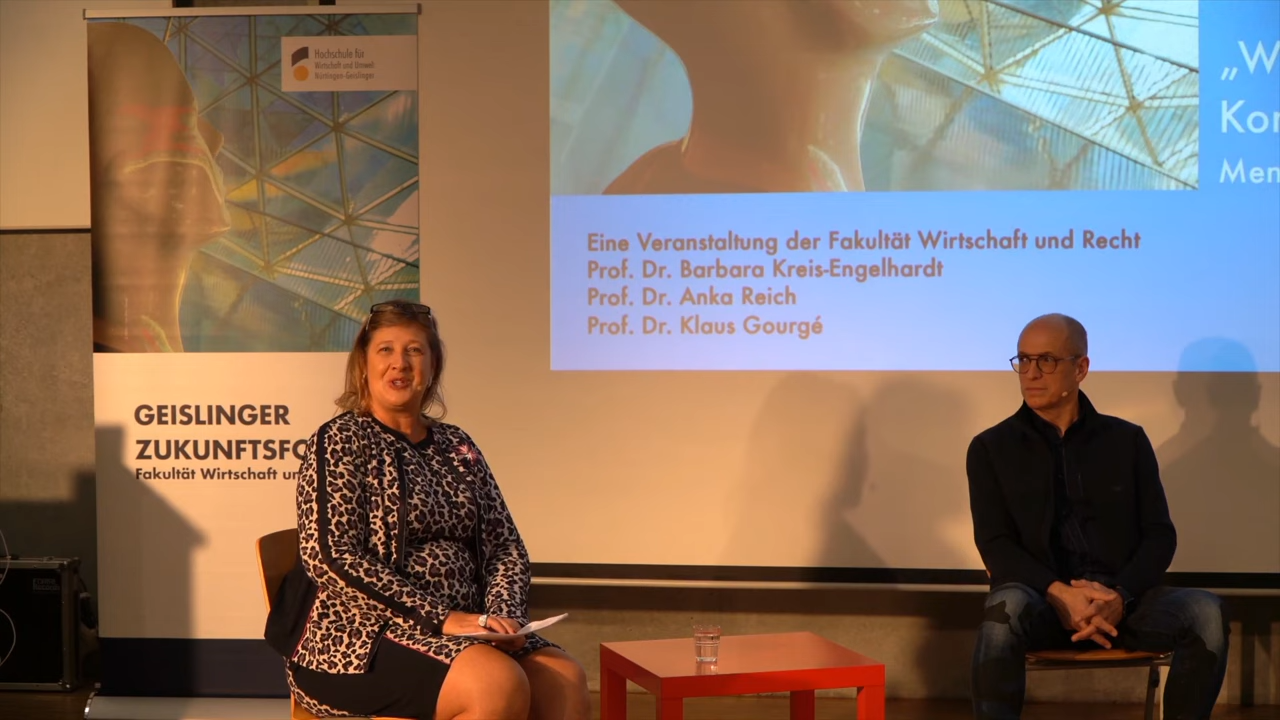 Hochschule für
Wirtschaft und Umwelt
Nürtingen-Geislingen
„W
Kon
Men
Eine Veranstaltung der Fakultät Wirtschaft und Recht
Prof. Dr. Barbara Kreis-Engelhardt
Prof. Dr. Anka Reich
Prof. Dr. Klaus Gourgé
GEISLINGER
ZUKUNFTSFO
Fakultät Wirtschaft un